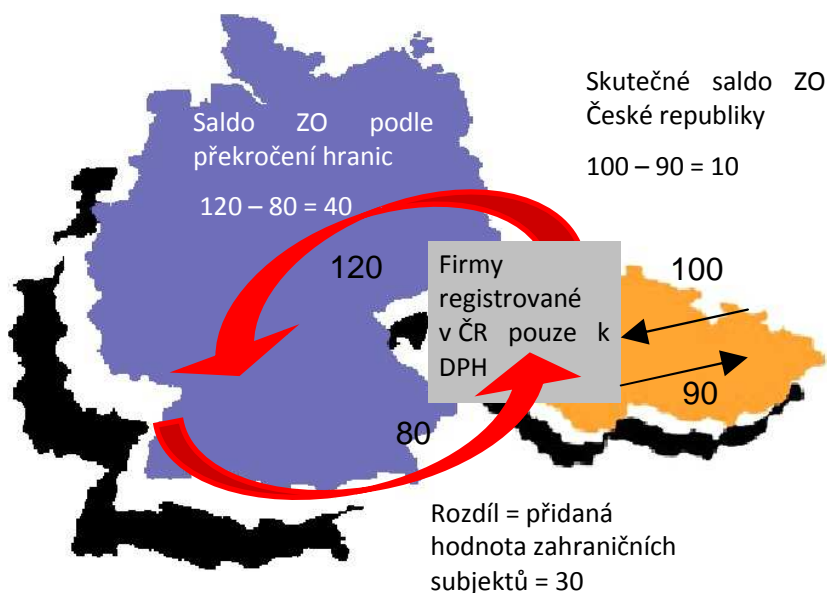 Saldo ZO podle
překročení hranic
120 – 80 = 40
Skutečné saldo ZO
České republiky
100 – 90 = 10
120
Firmy
registrované
v ČR pouze k
DPH
100
90
80
Rozdíl = přidaná
hodnota zahraničních
subjektů = 30